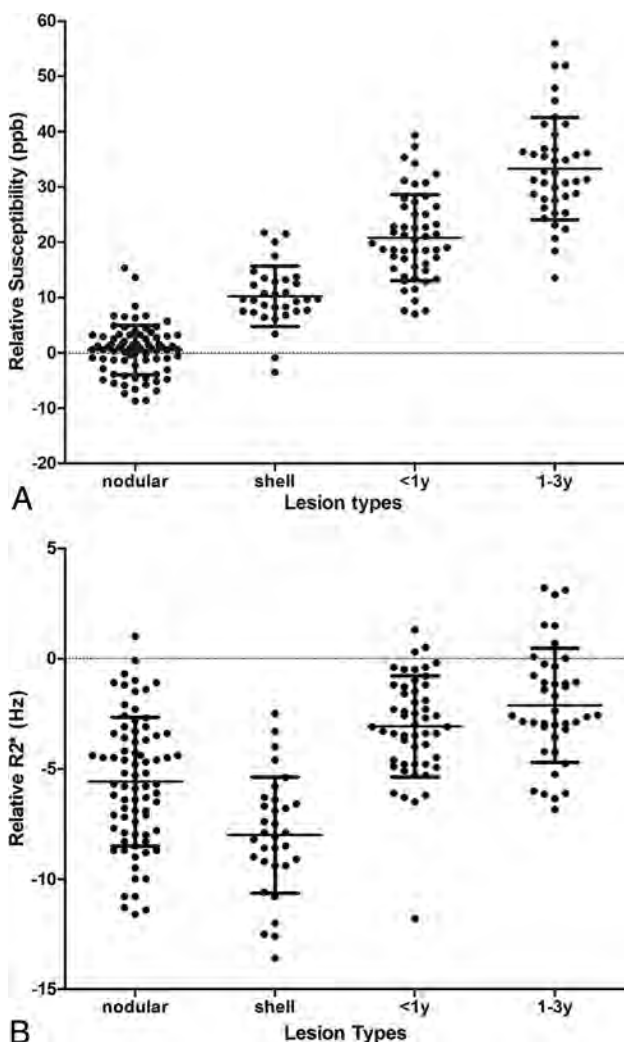 60
50
40
30
20
10
0
-10
-20
Relative Susceptibility (ppb)
nodular shell <1y 1-3y
Lesion types
A
5
0
-5
-10
-15
Relative R2* (Hz)
nodular shell <1y 1-3y
Lesion Types
B